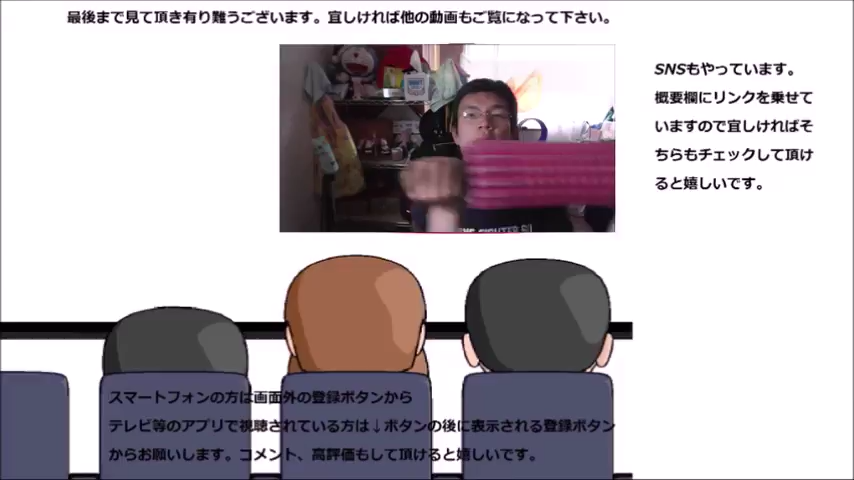 最後まで見て頂き有り難うございます。宜しければ他の動画もご覧になって下さい。
SNSもやっています。
概要欄にリンクを乗せて
いますので宜しければそ
ちらもチェックして頂け
ると嬉しいです。
スマートフォンの方は画面外の登録ボタンから
テレビ等のアプリで視聴されている方は↓ボタンの後に表示される登録ボタン
からお願いします。コメント、高評価もして頂けると嬉しいです。